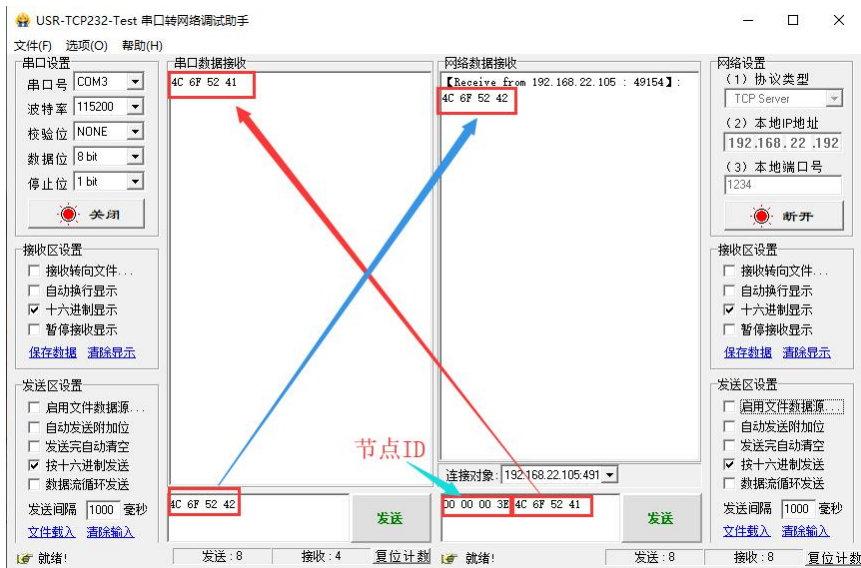 USR-TCP232-Test 串口转网络调试助手
文件(F) 选项(O) 帮助(H)
串口设置
串口号 COM3
波特率 115200
校验位 NONE
数据位 8 bit
停止位 1 bit
关闭
接收区设置
接收转向文件...
自动换行显示
十六进制显示
暂停接收显示
保存数据 清除显示
发送区设置
启用文件数据源...
自动发送附加位
发送完自动清空
按十六进制发送
数据流循环发送
发送间隔 1000 毫秒
文件载入 清除输入
就绪!
串口数据接收
4C 6F 52 41
4C 6F 52 42
发送
发送:8 接收:4 复位计数
网络数据接收
【Receive from 192.168.22.105 : 49154】:
4C 6F 52 42
节点ID
连接对象: 192.168.22.105:491
00 00 00 3E 4C 6F 52 41
发送
就绪! 发送:8 接收:8 复位计数
网络设置
(1) 协议类型
TCP Server
(2) 本地IP地址
192.168. 22 .192
(3) 本地端口号
1234
断开
接收区设置
接收转向文件...
自动换行显示
十六进制显示
暂停接收显示
保存数据 清除显示
发送区设置
启用文件数据源...
自动发送附加位
发送完自动清空
按十六进制发送
数据流循环发送
发送间隔 1000 毫秒
文件载入 清除输入